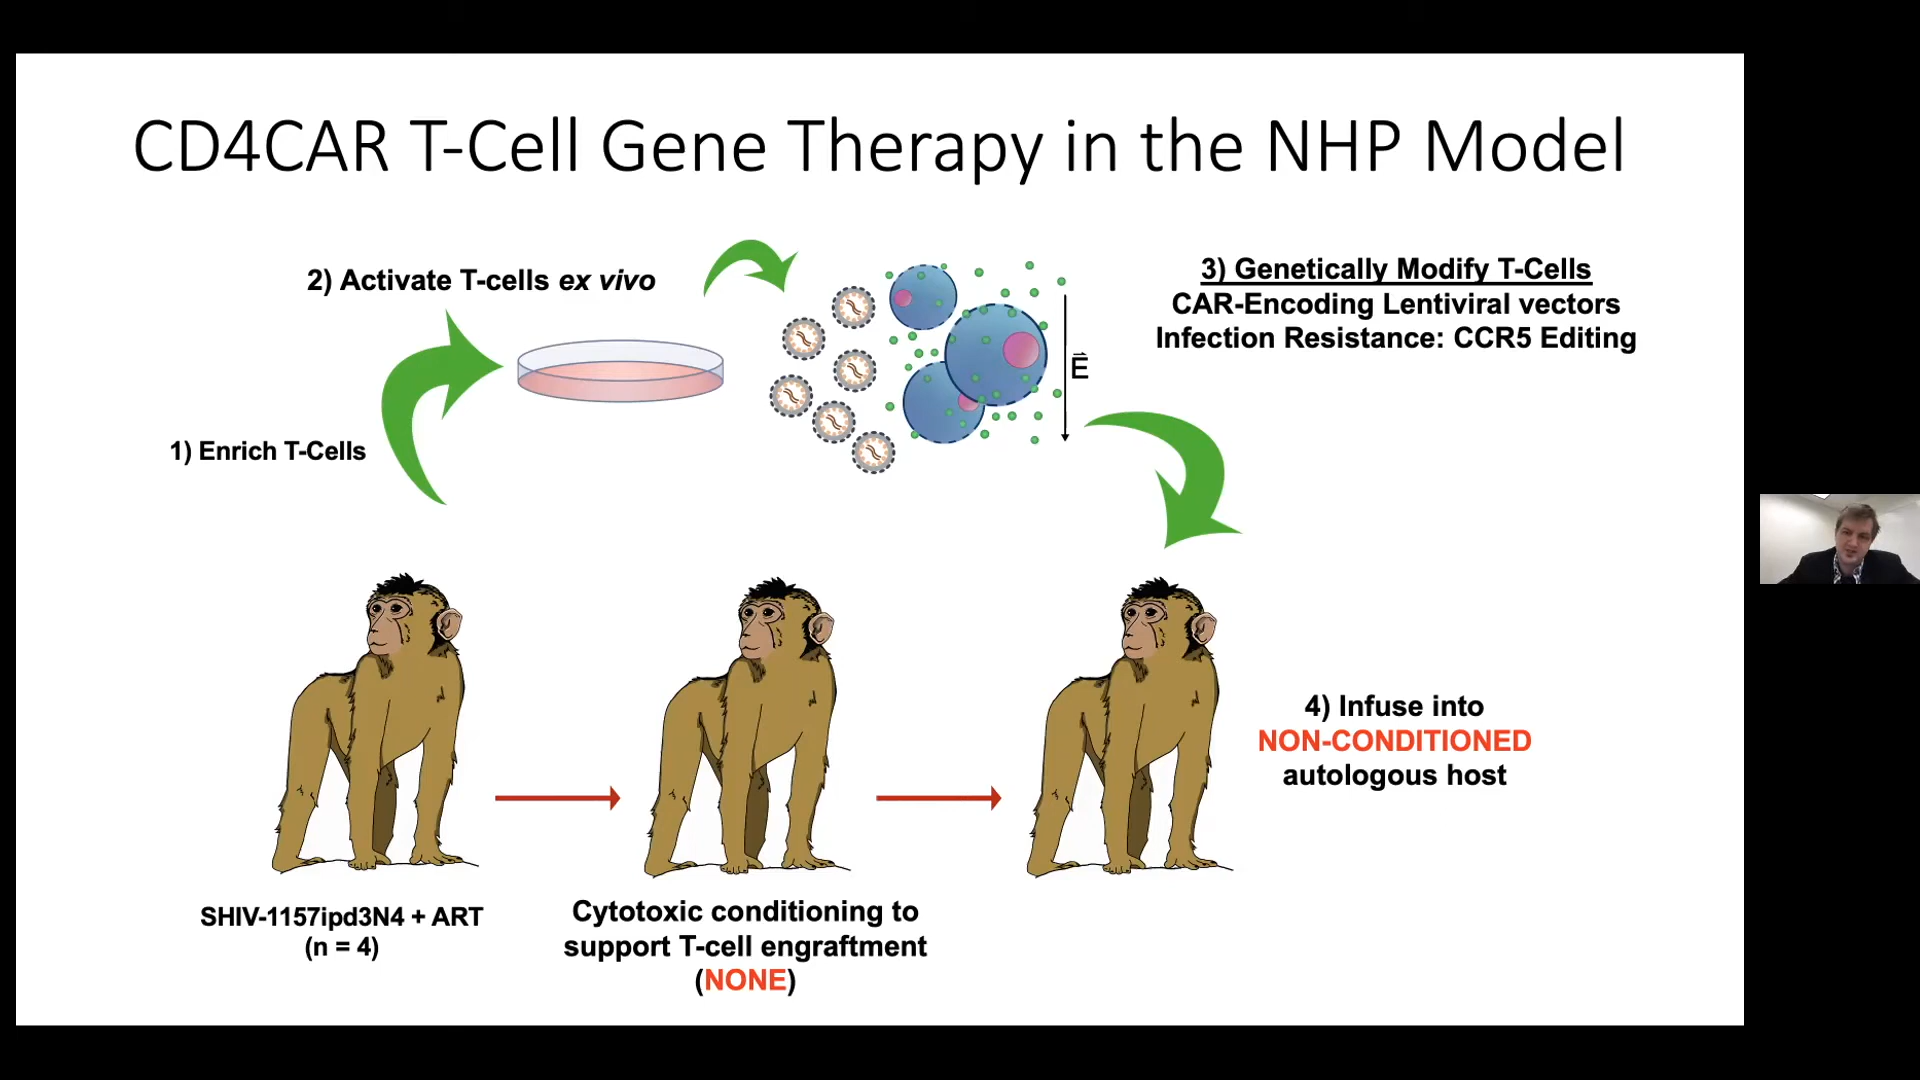 CD4CAR T-Cell Gene Therapy in the NHP Model
2) Activate T-cells ex vivo
3) Genetically Modify T-Cells
CAR-Encoding Lentiviral vectors
Infection Resistance: CCR5 Editing
E
1) Enrich T-Cells
4) Infuse into
NON-CONDITIONED
autologous host
SHIV-1157ipd3N4 + ART
(n = 4)
Cytotoxic conditioning to
support T-cell engraftment
(NONE)